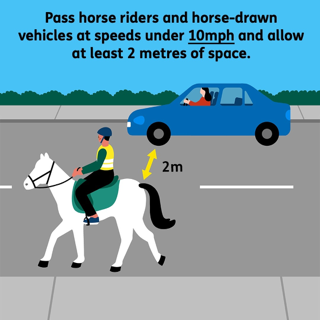 Pass horse riders and horse-drawn
vehicles at speeds under 10mph and allow
at least 2 metres of space.
2m